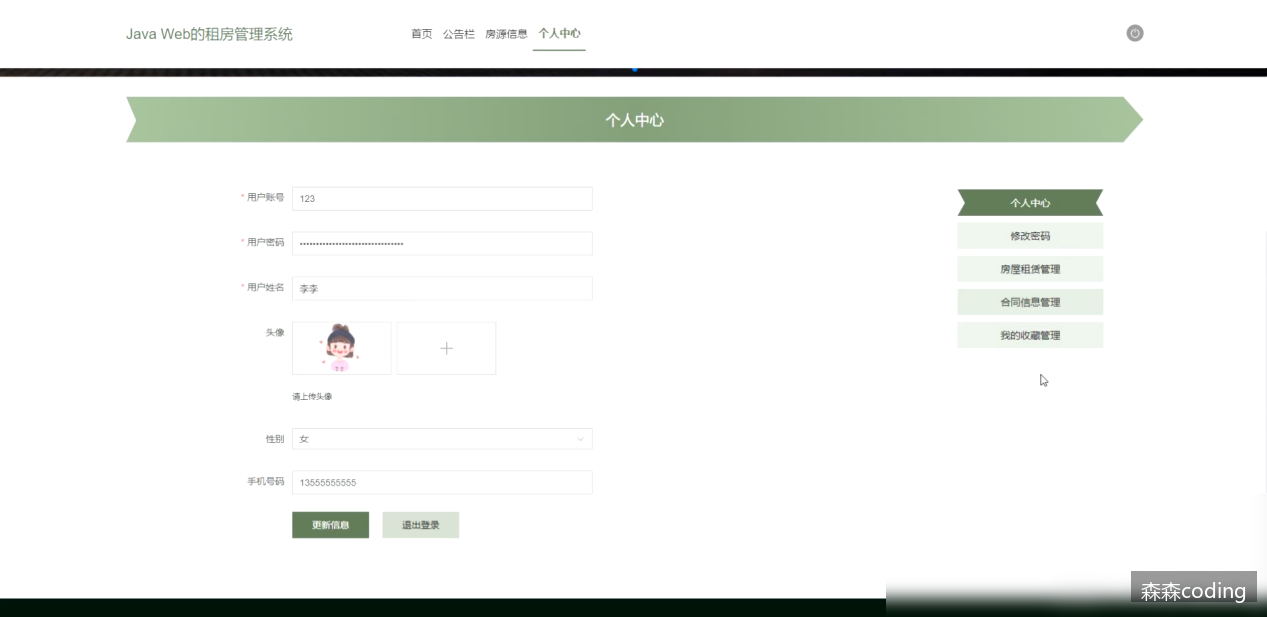 Java Web的租房管理系统
首页 公告栏 房源信息 个人中心
个人中心
* 用户账号 123
* 用户密码 ••••••••••••••••••••••••••••••••
* 用户姓名 李李
头像
请上传头像
性别 女
手机号码 13555555555
更新信息 退出登录
个人中心
修改密码
房屋租赁管理
合同信息管理
我的收藏管理
森森coding